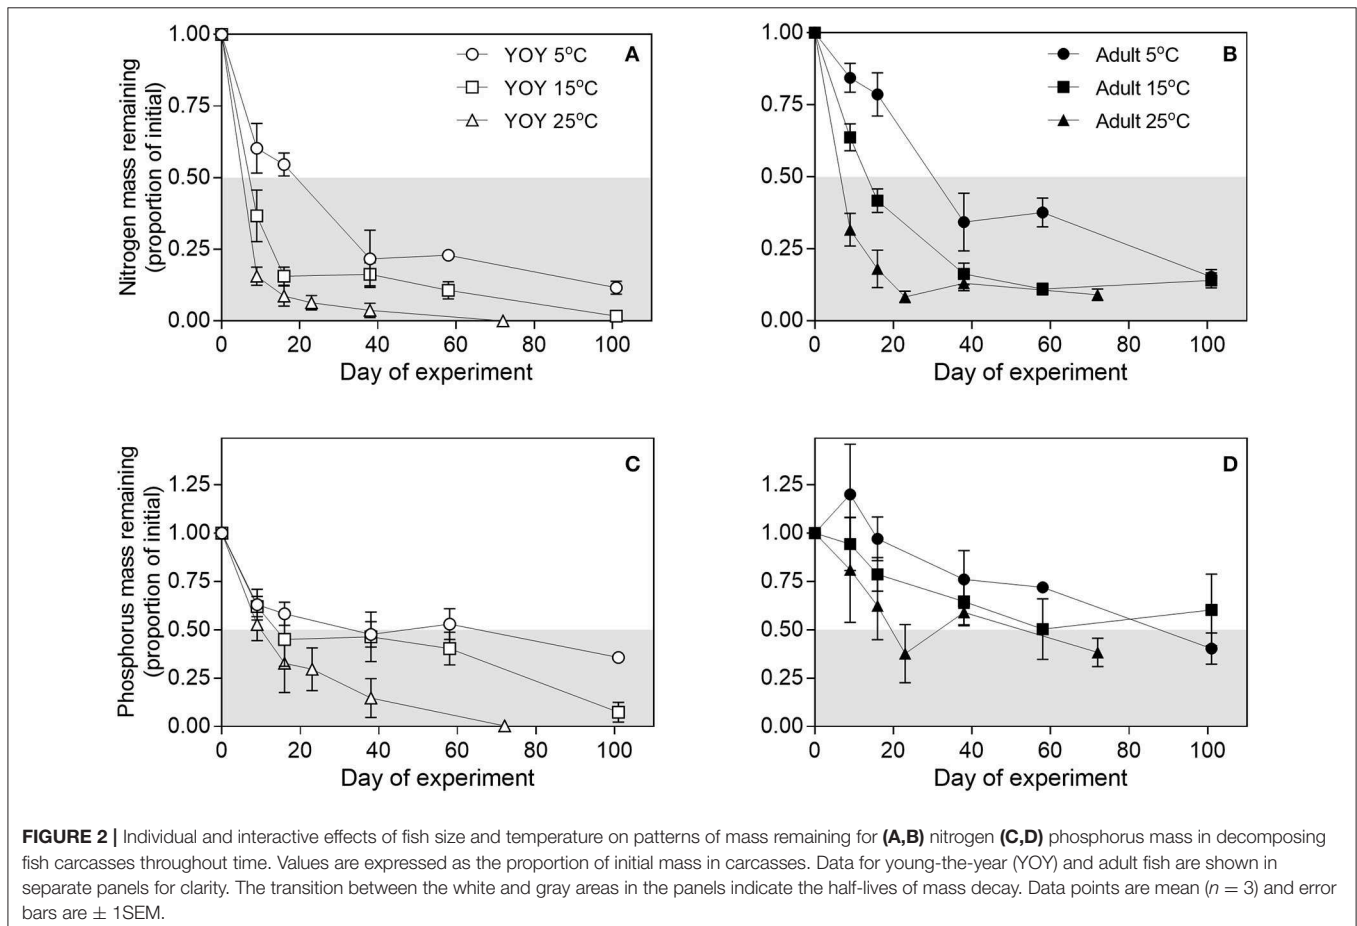 1.00
0.75
0.50
0.25
0.00
Nitrogen mass remaining
(proportion of initial)
YOY 5°C
YOY 15°C
YOY 25°C
A
0 20 40 60 80 100
Day of experiment
1.00
0.75
0.50
0.25
0.00
Adult 5°C
Adult 15°C
Adult 25°C
B
0 20 40 60 80 100
Day of experiment
1.25
1.00
0.75
0.50
0.25
0.00
Phosphorus mass remaining
(proportion of initial)
C
0 20 40 60 80 100
Day of experiment
1.25
1.00
0.75
0.50
0.25
0.00
D
0 20 40 60 80 100
Day of experiment
FIGURE 2 | Individual and interactive effects of fish size and temperature on patterns of mass remaining for (A,B) nitrogen (C,D) phosphorus mass in decomposing
fish carcasses throughout time. Values are expressed as the proportion of initial mass in carcasses. Data for young-the-year (YOY) and adult fish are shown in
separate panels for clarity. The transition between the white and gray areas in the panels indicate the half-lives of mass decay. Data points are mean (n = 3) and error
bars are ± 1SEM.